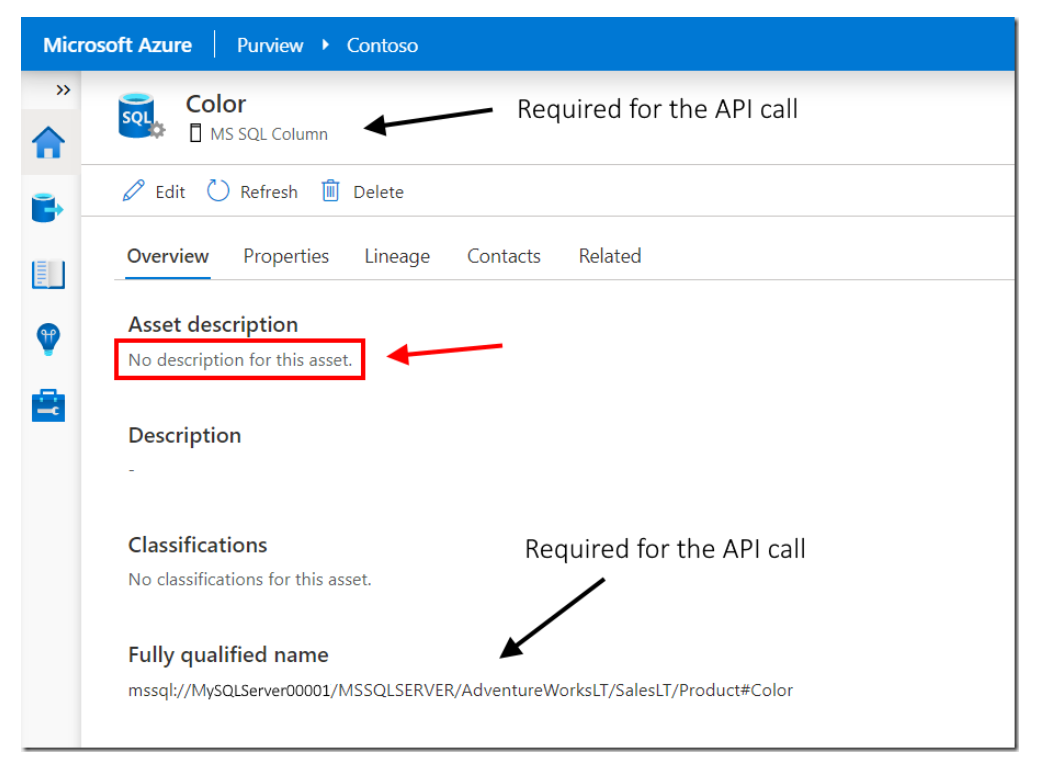 Microsoft Azure Purview Contoso
Color
Required for the API call
SQL
MS SQL Column
Edit Refresh Delete
Overview Properties Lineage Contacts Related
Asset description
No description for this asset.
Description
-
Classifications
Required for the API call
No classifications for this asset.
Fully qualified name
mssql://MySQLServer00001/MSSQLSERVER/AdventureWorksLT/SalesLT/Product#Color